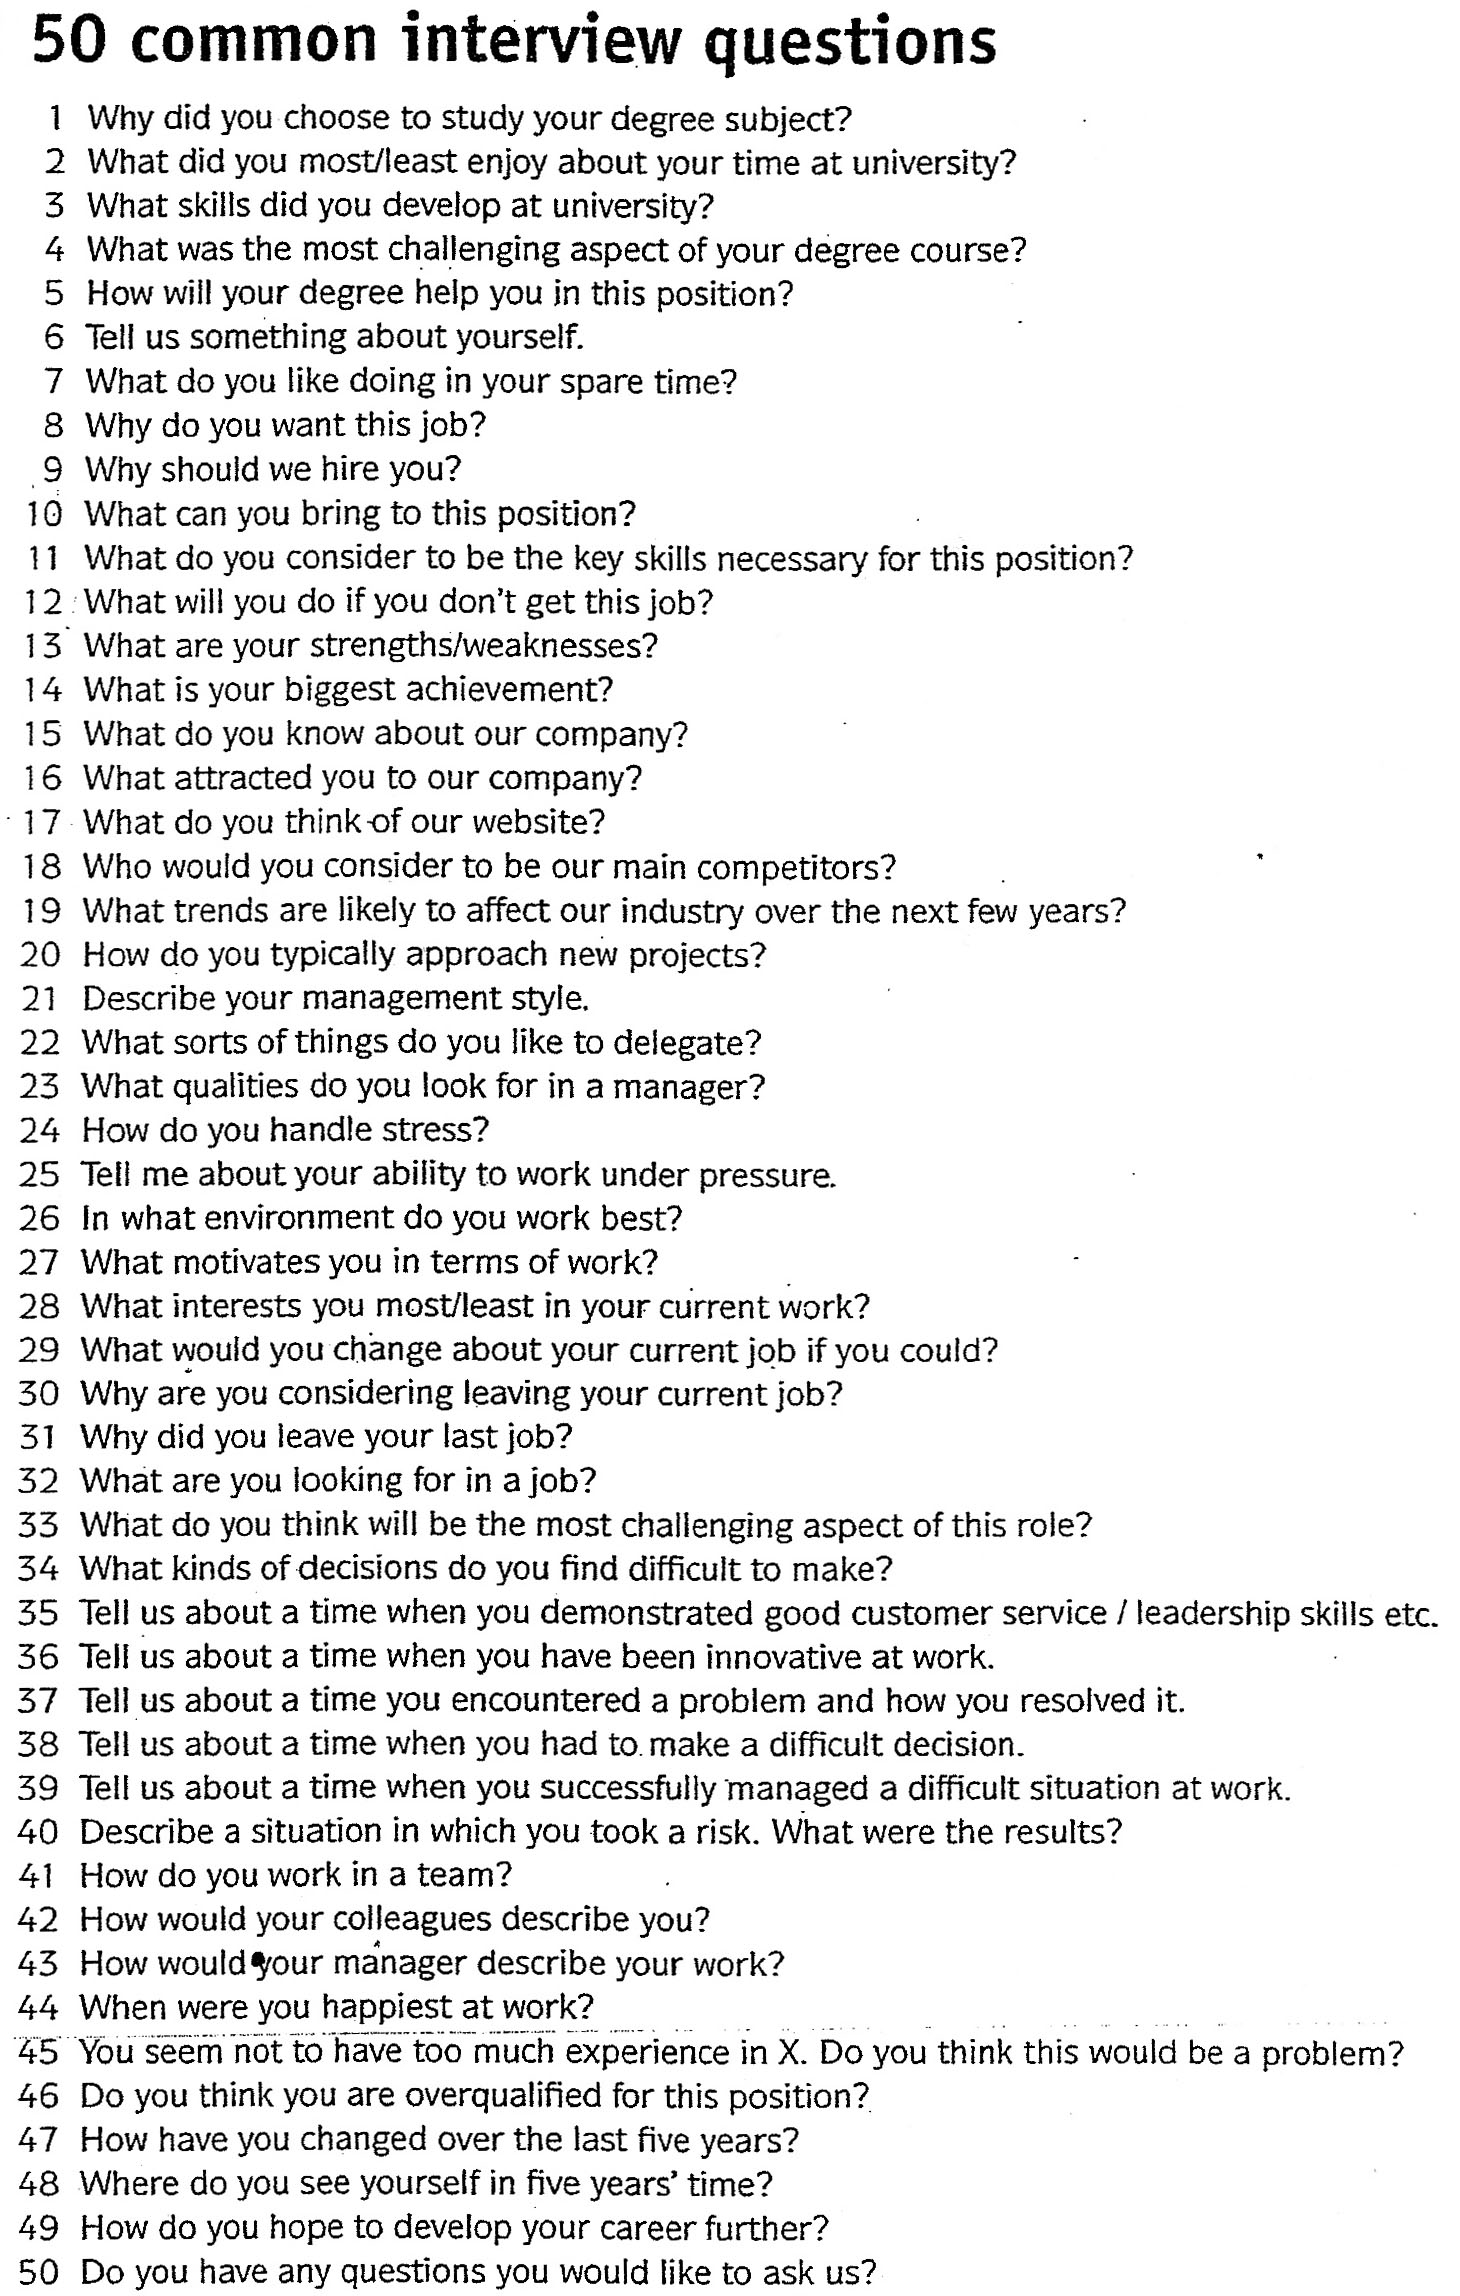 50 common interview questions
1 Why did you choose to study your degree subject?
2 What did you most/least enjoy about your time at university?
3 What skills did you develop at university?
4 What was the most challenging aspect of your degree course?
5 How will your degree help you in this position?
6 Tell us something about yourself.
7 What do you like doing in your spare time?
8 Why do you want this job?
9 Why should we hire you?
10 What can you bring to this position?
11 What do you consider to be the key skills necessary for this position?
12 What will you do if you don't get this job?
13 What are your strengths/weaknesses?
14 What is your biggest achievement?
15 What do you know about our company?
16 What attracted you to our company?
17 What do you think of our website?
18 Who would you consider to be our main competitors?
19 What trends are likely to affect our industry over the next few years?
20 How do you typically approach new projects?
21 Describe your management style.
22 What sorts of things do you like to delegate?
23 What qualities do you look for in a manager?
24 How do you handle stress?
25 Tell me about your ability to work under pressure.
26 In what environment do you work best?
27 What motivates you in terms of work?
28 What interests you most/least in your current work?
29 What would you change about your current job if you could?
30 Why are you considering leaving your current job?
31 Why did you leave your last job?
32 What are you looking for in a job?
33 What do you think will be the most challenging aspect of this role?
34 What kinds of decisions do you find difficult to make?
35 Tell us about a time when you demonstrated good customer service / leadership skills etc.
36 Tell us about a time when you have been innovative at work.
37 Tell us about a time you encountered a problem and how you resolved it.
38 Tell us about a time when you had to make a difficult decision.
39 Tell us about a time when you successfully managed a difficult situation at work.
40 Describe a situation in which you took a risk. What were the results?
41 How do you work in a team?
42 How would your colleagues describe you?
43 How would your manager describe your work?
44 When were you happiest at work?
45 You seem not to have too much experience in X. Do you think this would be a problem?
46 Do you think you are overqualified for this position?
47 How have you changed over the last five years?
48 Where do you see yourself in five years' time?
49 How do you hope to develop your career further?
50 Do you have any questions you would like to ask us?